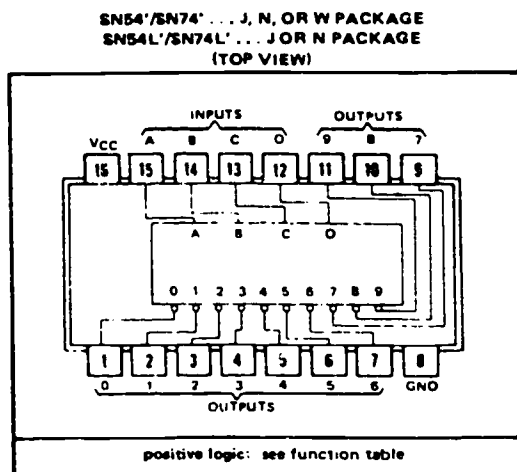 SN54'/SN74' ... J, N, OR W PACKAGE
SN54L'/SN74L' ... J OR N PACKAGE
(TOP VIEW)
INPUTS OUTPUTS
VCC A B C D 9 8 7
16 15 14 13 12 11 10 9
A B C D
0 1 2 3 4 5 6 7 8 9
1 2 3 4 5 6 7 8
0 1 2 3 4 5 6 GND
OUTPUTS
positive logic: see function table